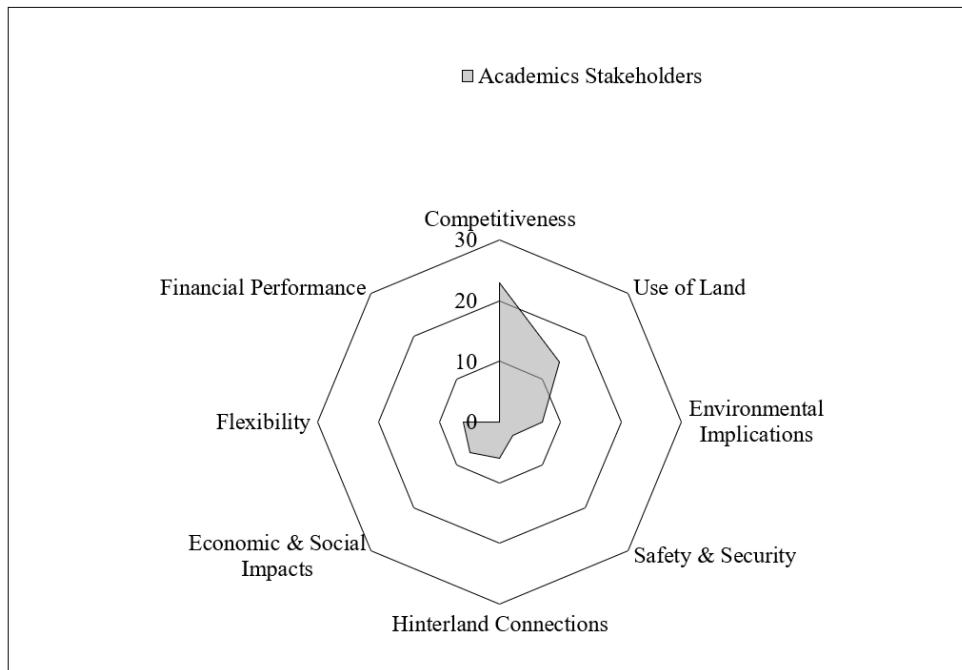 Academics Stakeholders
Competitiveness
30
Financial Performance
Use of Land
20
10
Flexibility
0
Environmental
Implications
Economic & Social
Impacts
Safety & Security
Hinterland Connections